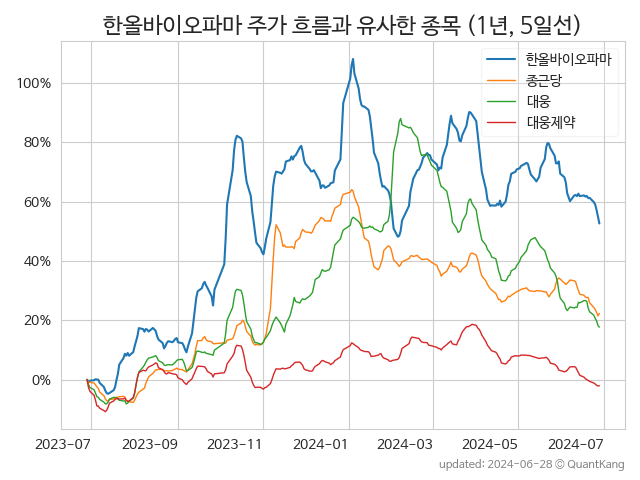 한올바이오파마 주가 흐름과 유사한 종목 (1년, 5일선)
한올바이오파마
종근당
대웅
대웅제약
100%
80%
60%
40%
20%
0%
2023-07
2023-09
2023-11
2024-01
2024-03
2024-05
2024-07
updated: 2024-06-28 © QuantKang